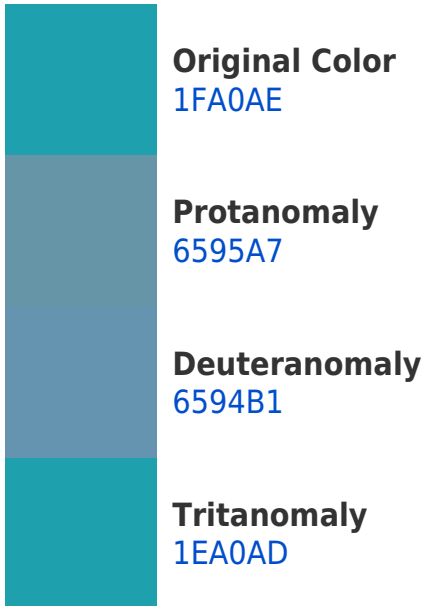 Original Color
1FA0AE
Protanomaly
6595A7
Deuteranomaly
6594B1
Tritanomaly
1EA0AD